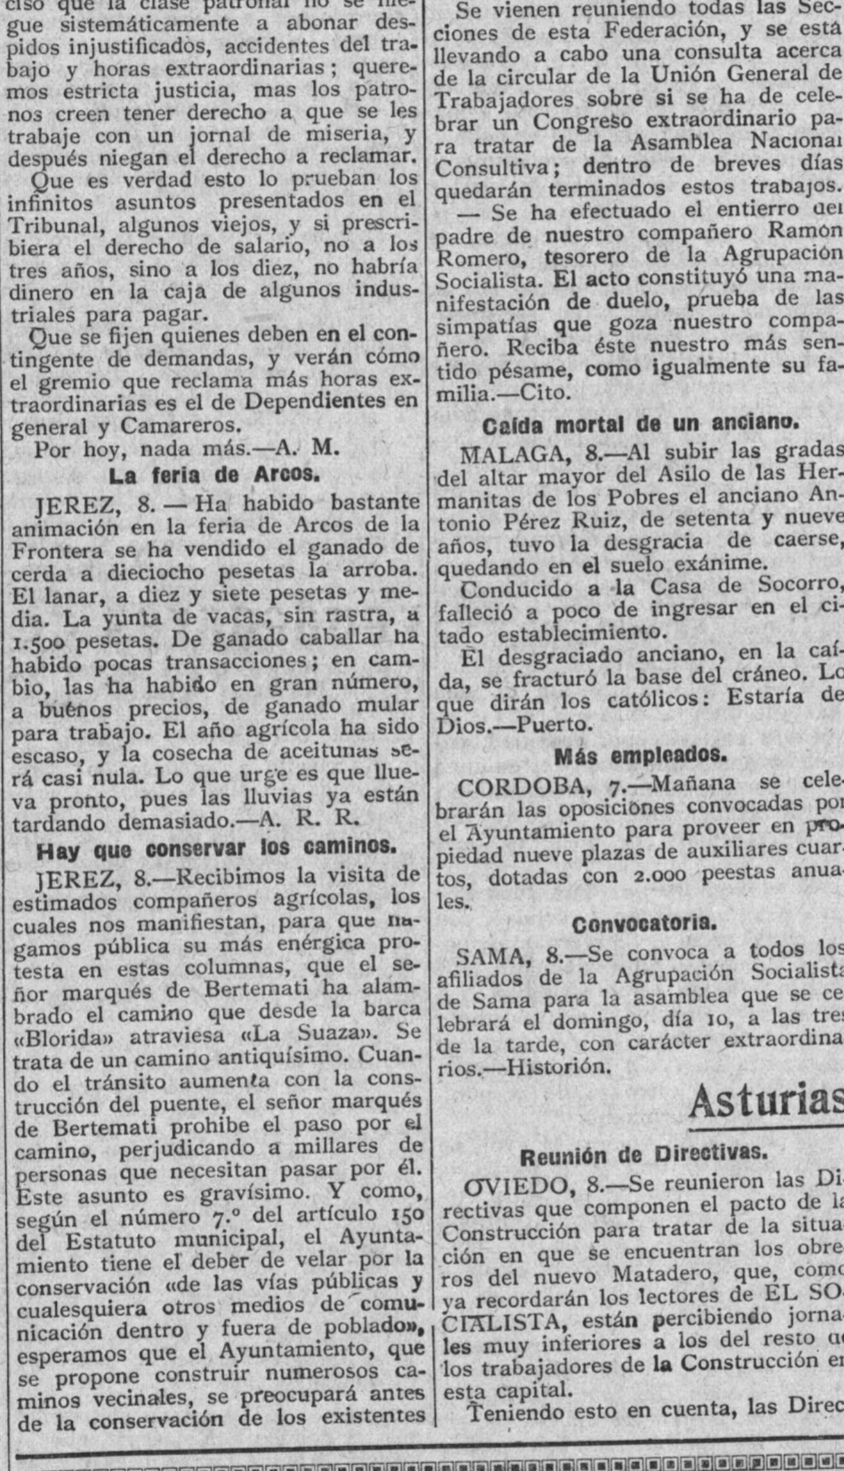 ciso que la clase patronal no se nie-
gue sistemáticamente a abonar des-
pidos injustificados, accidentes del tra-
bajo y horas extraordinarias; quere-
mos estricta justicia, mas los patro-
nos creen tener derecho a que se les
trabaje con un jornal de miseria, y
después niegan el derecho a reclamar.
Que es verdad esto lo prueban los
infinitos asuntos presentados en el
Tribunal, algunos viejos, y si prescri-
biera el derecho de salario, no a los
tres años, sino a los diez, no habría
dinero en la caja de algunos indus-
triales para pagar.
Que se fijen quienes deben en el con-
tingente de demandas, y verán cómo
el gremio que reclama más horas ex-
traordinarias es el de Dependientes en
general y Camareros.
Por hoy, nada más.—A. M.
La feria de Arcos.
JEREZ, 8. — Ha habido bastante
animación en la feria de Arcos de la
Frontera se ha vendido el ganado de
cerda a dieciocho pesetas la arroba.
El lanar, a diez y siete pesetas y me-
dia. La yunta de vacas, sin rastra, a
1.500 pesetas. De ganado caballar ha
habido pocas transacciones; en cam-
bio, las ha habido en gran número,
a buenos precios, de ganado mular
para trabajo. El año agrícola ha sido
escaso, y la cosecha de aceitunas se-
rá casi nula. Lo que urge es que llue-
va pronto, pues las lluvias ya están
tardando demasiado.—A. R. R.
Hay que conservar los caminos.
JEREZ, 8.—Recibimos la visita de
estimados compañeros agrícolas, los
cuales nos manifiestan, para que ha-
gamos pública su más enérgica pro-
testa en estas columnas, que el se-
ñor marqués de Bertemati ha alam-
brado el camino que desde la barca
«Blorida» atraviesa «La Suaza». Se
trata de un camino antiquísimo. Cuan-
do el tránsito aumenta con la cons-
trucción del puente, el señor marqués
de Bertemati prohibe el paso por el
camino, perjudicando a millares de
personas que necesitan pasar por él.
Este asunto es gravísimo. Y como,
según el número 7.º del artículo 150
del Estatuto municipal, el Ayunta-
miento tiene el deber de velar por la
conservación «de las vías públicas y
cualesquiera otros medios de comu-
nicación dentro y fuera de poblado»,
esperamos que el Ayuntamiento, que
se propone construir numerosos ca-
minos vecinales, se preocupará antes
de la conservación de los existentes
Se vienen reuniendo todas las Sec-
ciones de esta Federación, y se está
llevando a cabo una consulta acerca
de la circular de la Unión General de
Trabajadores sobre si se ha de cele-
brar un Congreso extraordinario pa-
ra tratar de la Asamblea Nacional
Consultiva; dentro de breves días
quedarán terminados estos trabajos.
— Se ha efectuado el entierro del
padre de nuestro compañero Ramón
Romero, tesorero de la Agrupación
Socialista. El acto constituyó una ma-
nifestación de duelo, prueba de las
simpatías que goza nuestro compa-
ñero. Reciba éste nuestro más sen-
tido pésame, como igualmente su fa-
milia.—Cito.
Caída mortal de un anciano.
MALAGA, 8.—Al subir las gradas
del altar mayor del Asilo de las Her-
manitas de los Pobres el anciano An-
tonio Pérez Ruiz, de setenta y nueve
años, tuvo la desgracia de caerse,
quedando en el suelo exánime.
Conducido a la Casa de Socorro,
falleció a poco de ingresar en el ci-
tado establecimiento.
El desgraciado anciano, en la caí-
da, se fracturó la base del cráneo. Lo
que dirán los católicos: Estaría de
Dios.—Puerto.
Más empleados.
CORDOBA, 7.—Mañana se cele-
brarán las oposiciones convocadas por
el Ayuntamiento para proveer en pro-
piedad nueve plazas de auxiliares cuar-
tos, dotadas con 2.000 peestas anua-
les.
Convocatoria.
SAMA, 8.—Se convoca a todos los
afiliados de la Agrupación Socialista
de Sama para la asamblea que se ce-
lebrará el domingo, día 10, a las tres
de la tarde, con carácter extraordina-
rios.—Historión.
Asturias
Reunión de Directivas.
OVIEDO, 8.—Se reunieron las Di-
rectivas que componen el pacto de la
Construcción para tratar de la situa-
ción en que se encuentran los obre-
ros del nuevo Matadero, que, como
ya recordarán los lectores de EL SO-
CIALISTA, están percibiendo jorna-
les muy inferiores a los del resto de
los trabajadores de la Construcción en
esta capital.
Teniendo esto en cuenta, las Direc-